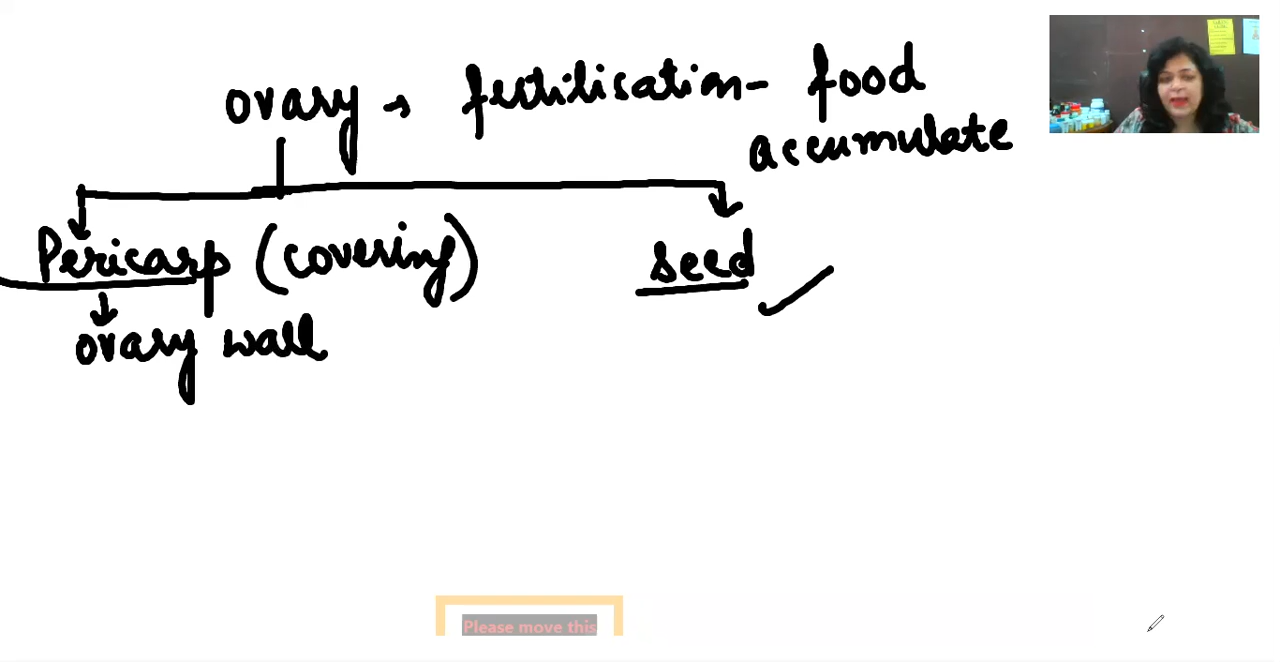 ovary → fertilisation - food
accumulate
Pericarp (covering)
seed
ovary wall
Please move this